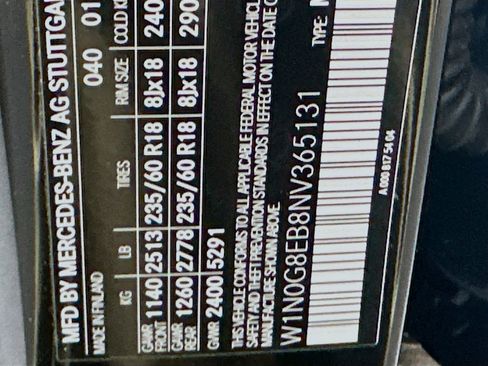 MFD BY MERCEDES-BENZ AG STUTTGA
MADE IN FINLAND 040 01
KG LB TIRES RIM SIZE COLD K
GAWR FRONT 1140 2518 235/60 R18 8Jx18 240
GAWR REAR 1260 2778 235/60 R18 8Jx18 290
GVWR 2400 5291
THIS VEHICLE CONFORMS TO ALL APPLICABLE FEDERAL MOTOR VEHICLE
SAFETY AND THEFT PREVENTION STANDARDS IN EFFECT ON THE DATE O
MANUFACTURE SHOWN ABOVE.
W1N0G8EB8NV365131 TYPE:
A 000 817 54 04